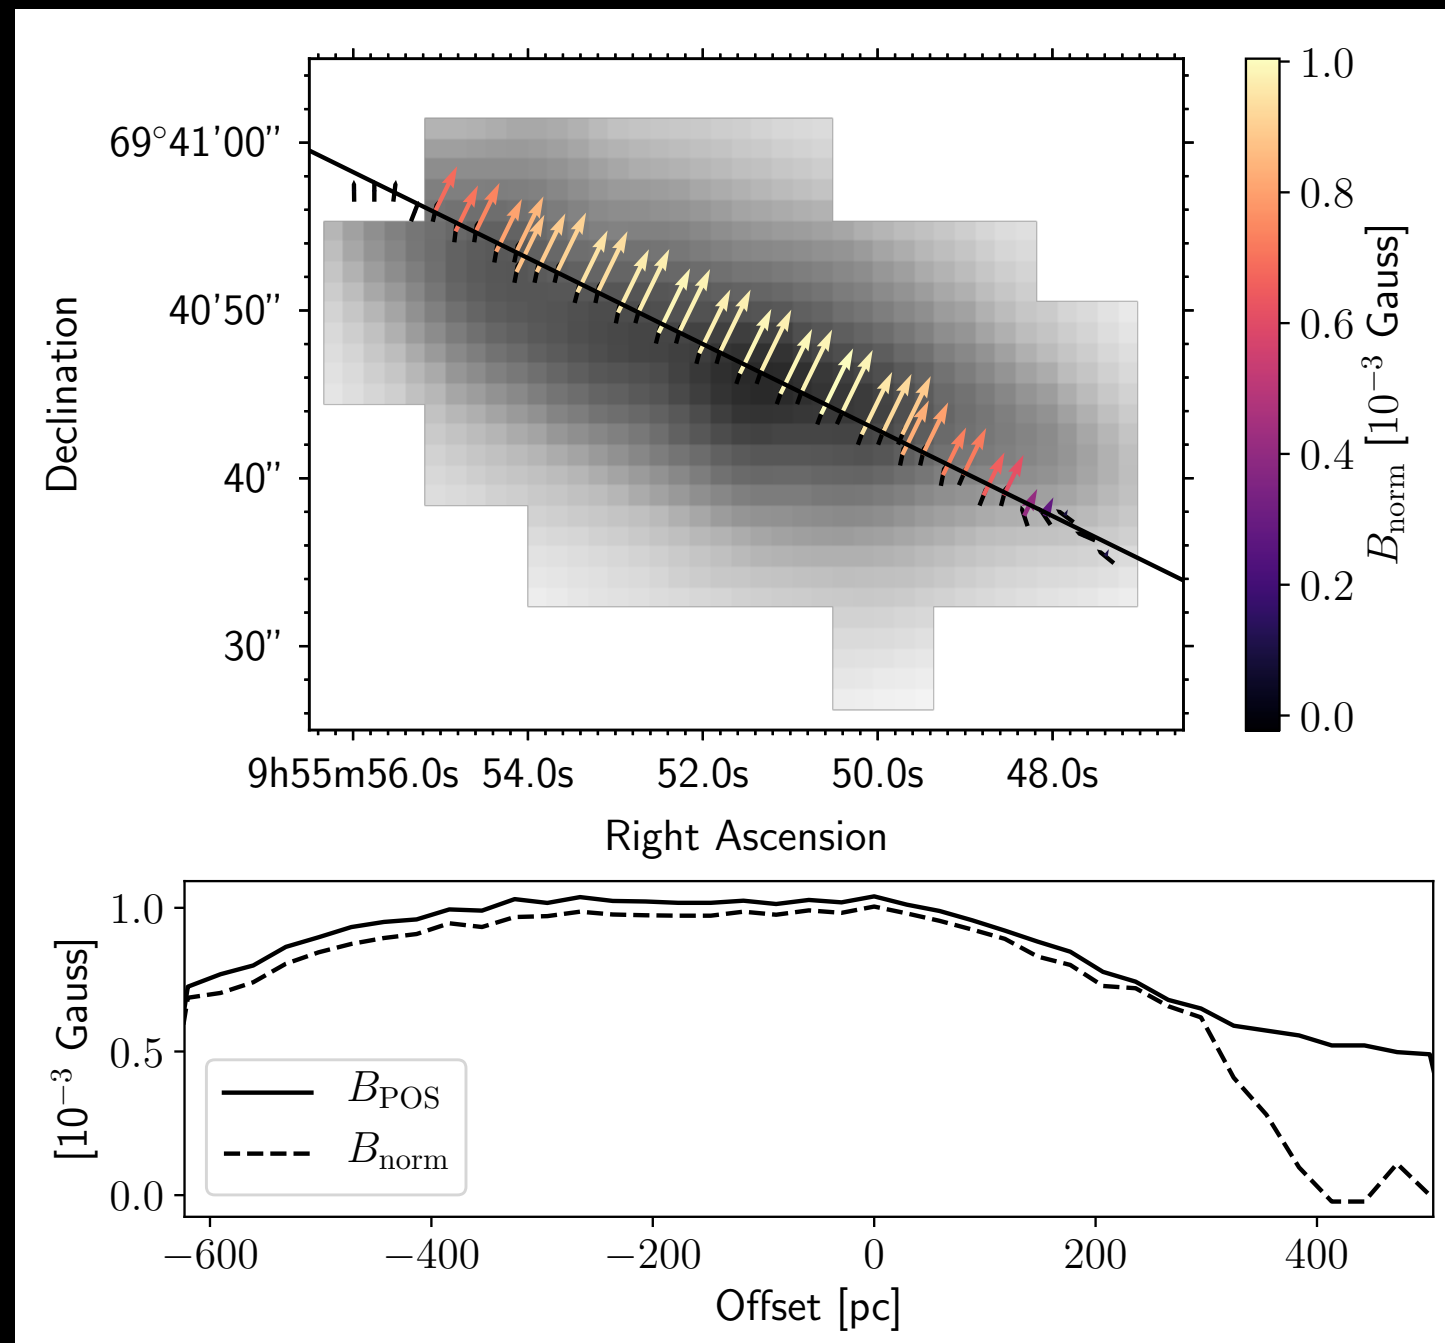 69°41'00"
40'50"
40"
30"
Declination
9h55m56.0s 54.0s 52.0s 50.0s 48.0s
Right Ascension
1.0
0.8
0.6
0.4
0.2
0.0
B_norm [10^−3 Gauss]
1.0
0.5
0.0
[10^−3 Gauss]
B_POS
B_norm
−600 −400 −200 0 200 400
Offset [pc]